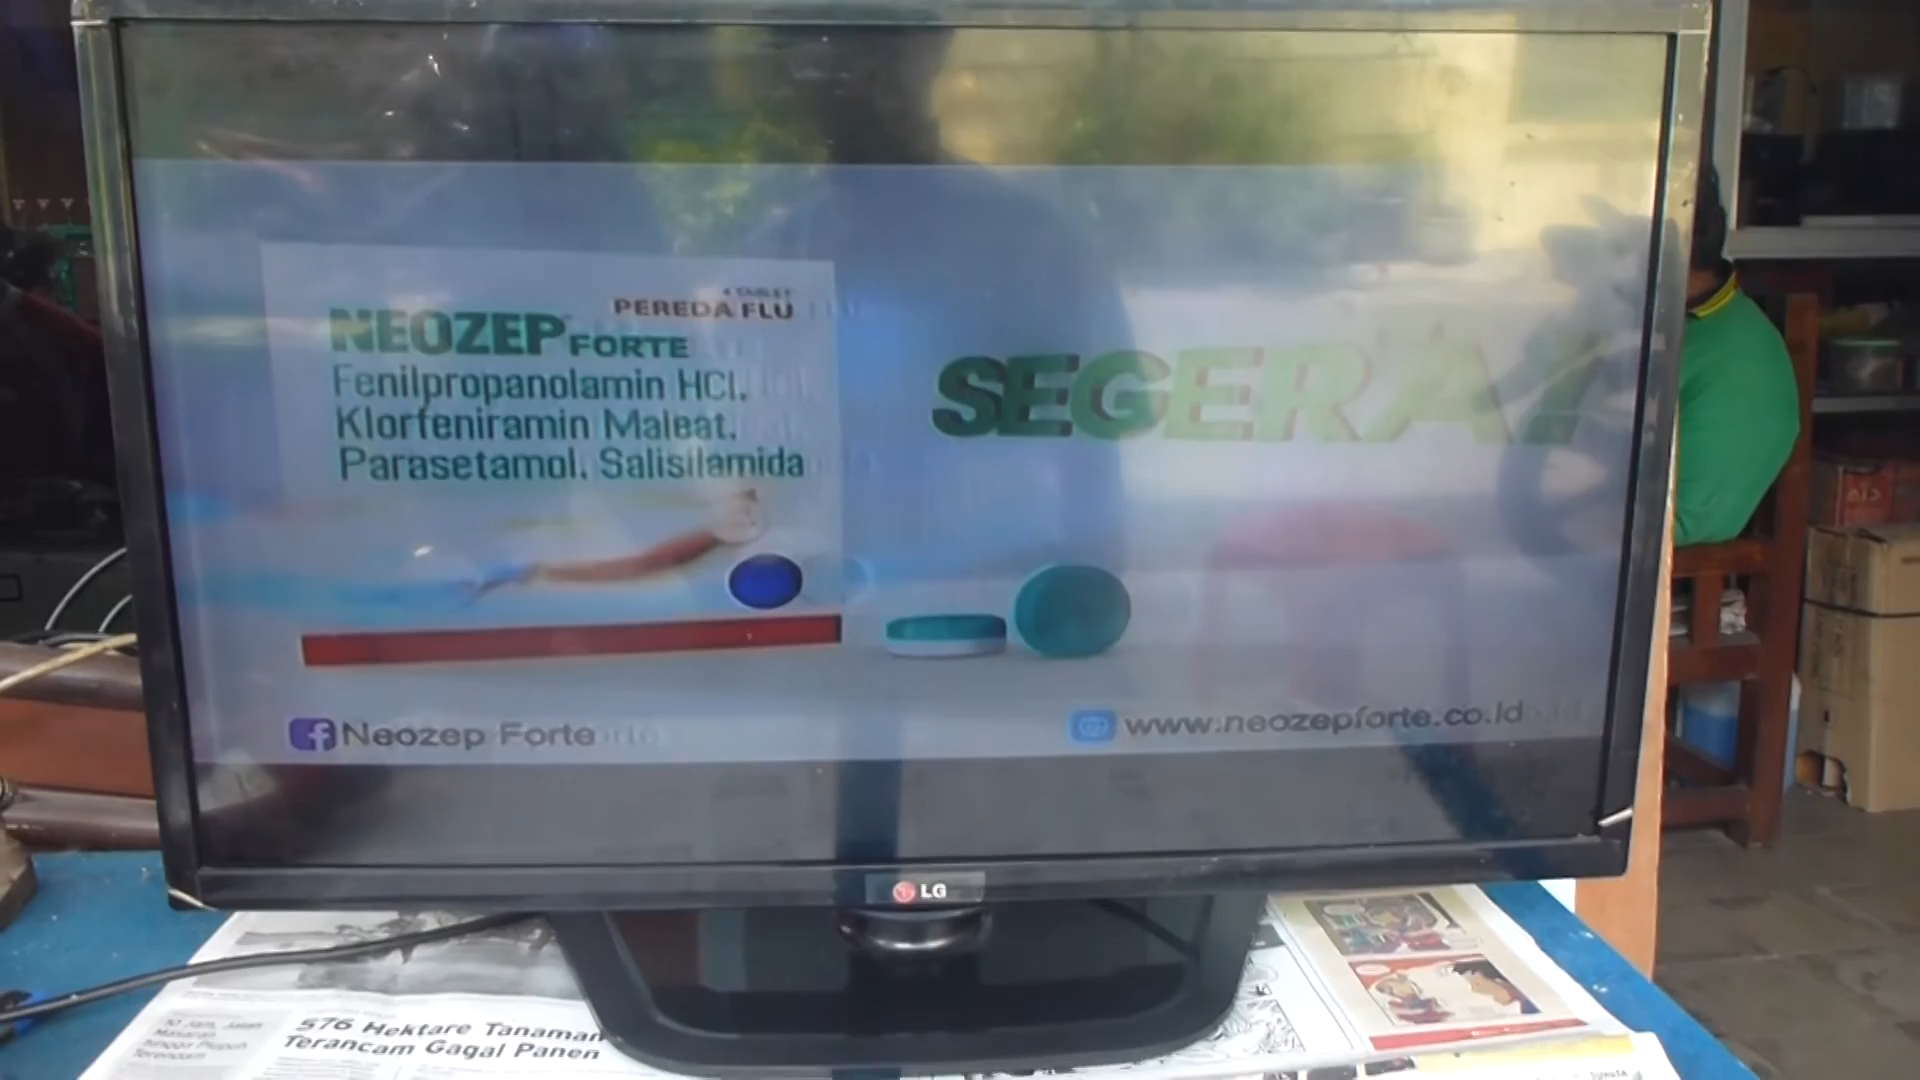 4 TABLET
PEREDA FLU
NEOZEP FORTE
Fenilpropanolamin HCl,
Klorfeniramin Maleat,
Parasetamol, Salisilamida
SEGERA!
Neozep Forte
www.neozepforte.co.id
LG
576 Hektare Tanaman
Terancam Gagal Panen